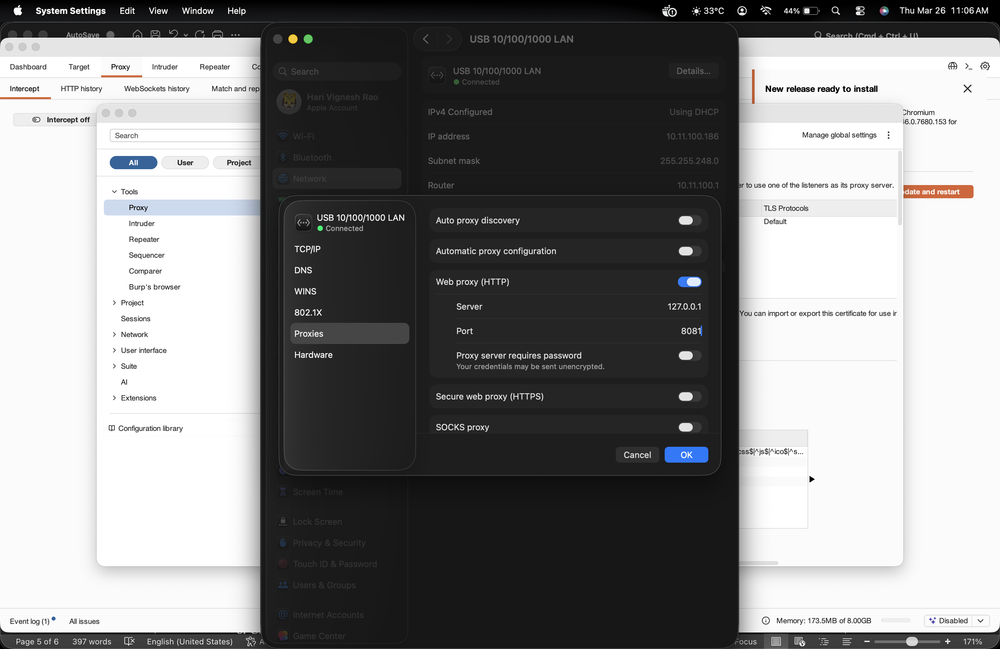 System Settings Edit View Window Help
33°C 44% Thu Mar 26 11:06 AM
AutoSave
Search (Cmd + Ctrl + U)
Dashboard Target Proxy Intruder Repeater
Intercept HTTP history WebSockets history Match and rep
Intercept off
Search
All User Project
Tools
Proxy
Intruder
Repeater
Sequencer
Comparer
Burp's browser
Project
Sessions
Network
User interface
Suite
AI
Extensions
Configuration library
Event log (1) All issues
Page 5 of 6 397 words English (United States)
Search
Hari Vignesh Rao
Apple Account
Wi-Fi
Bluetooth
Network
Screen Time
Lock Screen
Privacy & Security
Touch ID & Password
Users & Groups
Internet Accounts
Game Center
USB 10/100/1000 LAN
USB 10/100/1000 LAN
Connected
Details...
IPv4 Configured Using DHCP
IP address 10.11.100.186
Subnet mask 255.255.248.0
Router 10.11.100.1
USB 10/100/1000 LAN
Connected
TCP/IP
DNS
WINS
802.1X
Proxies
Hardware
Auto proxy discovery
Automatic proxy configuration
Web proxy (HTTP)
Server 127.0.0.1
Port 8081
Proxy server requires password
Your credentials may be sent unencrypted.
Secure web proxy (HTTPS)
SOCKS proxy
Cancel OK
New release ready to install
Chromium
46.0.7680.153 for
Manage global settings
er to use one of the listeners as its proxy server.
date and restart
TLS Protocols
Default
You can import or export this certificate for use in
css$|^js$|^ico$|^s...
Memory: 173.5MB of 8.00GB
Disabled
Focus
171%